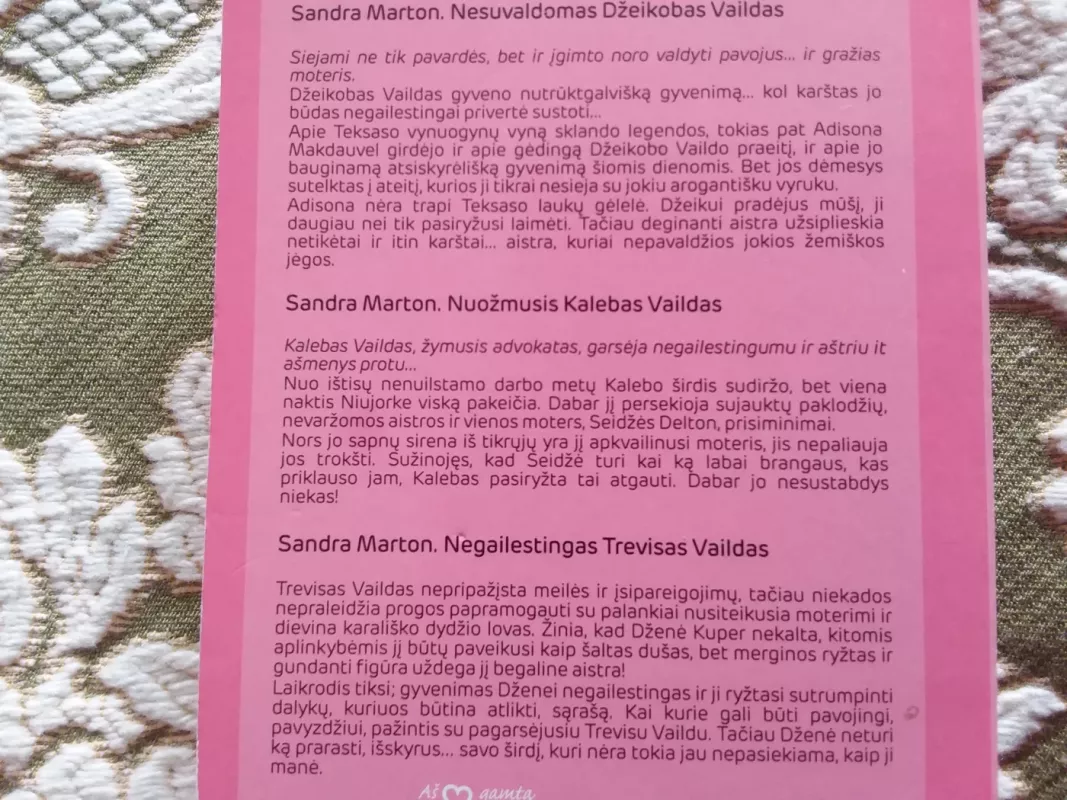 Sandra Marton. Nesuvaldomas Džeikobas Vaildas
Siejami ne tik pavardės, bet ir įgimto noro valdyti pavojus... ir gražias
moteris.
Džeikobas Vaildas gyveno nutrūktgalvišką gyvenimą... kol karštas jo
būdas negailestingai privertė sustoti...
Apie Teksaso vynuogynų vyną sklando legendos, tokias pat Adisona
Makdauvel girdėjo ir apie gėdingą Džeikobo Vaildo praeitį, ir apie jo
bauginamą atsiskyrėlišką gyvenimą šiomis dienomis. Bet jos dėmesys
sutelktas į ateitį, kurios ji tikrai nesieja su jokiu arogantišku vyruku.
Adisona nėra trapi Teksaso laukų gėlelė. Džeikui pradėjus mūšį, ji
daugiau nei tik pasiryžusi laimėti. Tačiau deginanti aistra užsiplieskia
netikėtai ir itin karštai... aistra, kuriai nepavaldžios jokios žemiškos
jėgos.
Sandra Marton. Nuožmusis Kalebas Vaildas
Kalebas Vaildas, žymusis advokatas, garsėja negailestingumu ir aštriu it
ašmenys protu...
Nuo ištisų nenuilstamo darbo metų Kalebo širdis sudiržo, bet viena
naktis Niujorke viską pakeičia. Dabar jį persekioja sujauktų paklodžių,
nevaržomos aistros ir vienos moters, Seidžės Delton, prisiminimai.
Nors jo sapnų sirena iš tikrųjų yra jį apkvailinusi moteris, jis nepaliauja
jos trokšti. Sužinojęs, kad Seidžė turi kai ką labai brangaus, kas
priklauso jam, Kalebas pasiryžta tai atgauti. Dabar jo nesustabdys
niekas!
Sandra Marton. Negailestingas Trevisas Vaildas
Trevisas Vaildas nepripažįsta meilės ir įsipareigojimų, tačiau niekados
nepraleidžia progos papramogauti su palankiai nusiteikusia moterimi ir
dievina karališko dydžio lovas. Žinia, kad Dženė Kuper nekalta, kitomis
aplinkybėmis jį būtų paveikusi kaip šaltas dušas, bet merginos ryžtas ir
gundanti figūra uždega jį begaline aistra!
Laikrodis tiksi; gyvenimas Dženei negailestingas ir ji ryžtasi sutrumpinti
dalykų, kuriuos būtina atlikti, sąrašą. Kai kurie gali būti pavojingi,
pavyzdžiui, pažintis su pagarsėjusiu Trevisu Vaildu. Tačiau Dženė neturi
ką prarasti, išskyrus... savo širdį, kuri nėra tokia jau nepasiekiama, kaip ji
manė.
Aš gamtą